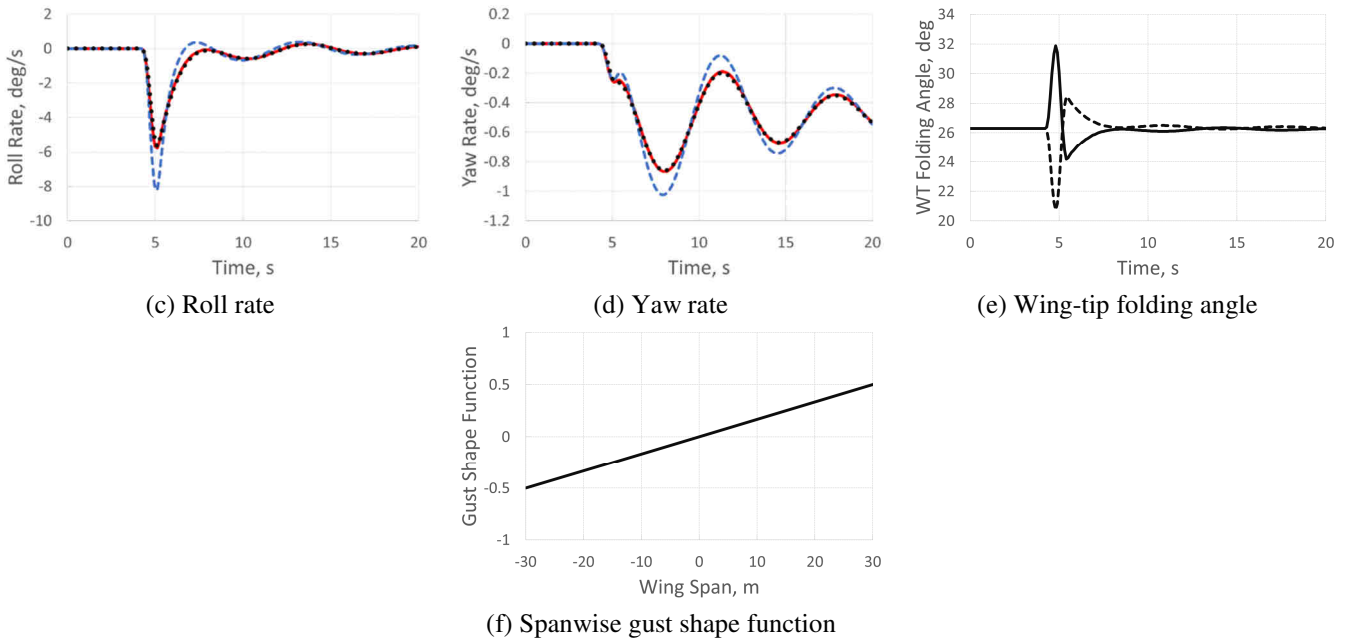 2
0
-2
-4
-6
-8
-10
Roll Rate, deg/s
0 5 10 15 20
Time, s
(c) Roll rate
0.2
0
-0.2
-0.4
-0.6
-0.8
-1
-1.2
Yaw Rate, deg/s
0 5 10 15 20
Time, s
(d) Yaw rate
34
32
30
28
26
24
22
20
WT Folding Angle, deg
0 5 10 15 20
Time, s
(e) Wing-tip folding angle
1
0.5
0
-0.5
-1
Gust Shape Function
-30 -20 -10 0 10 20 30
Wing Span, m
(f) Spanwise gust shape function